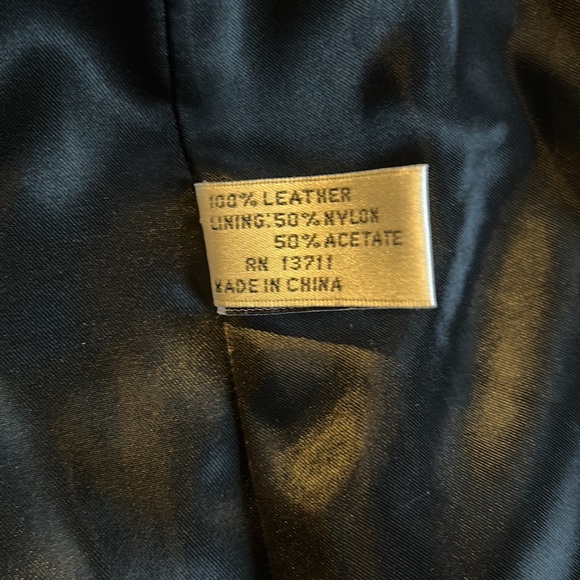 100% LEATHER
LINING: 50% NYLON
50% ACETATE
RN 13711
MADE IN CHINA